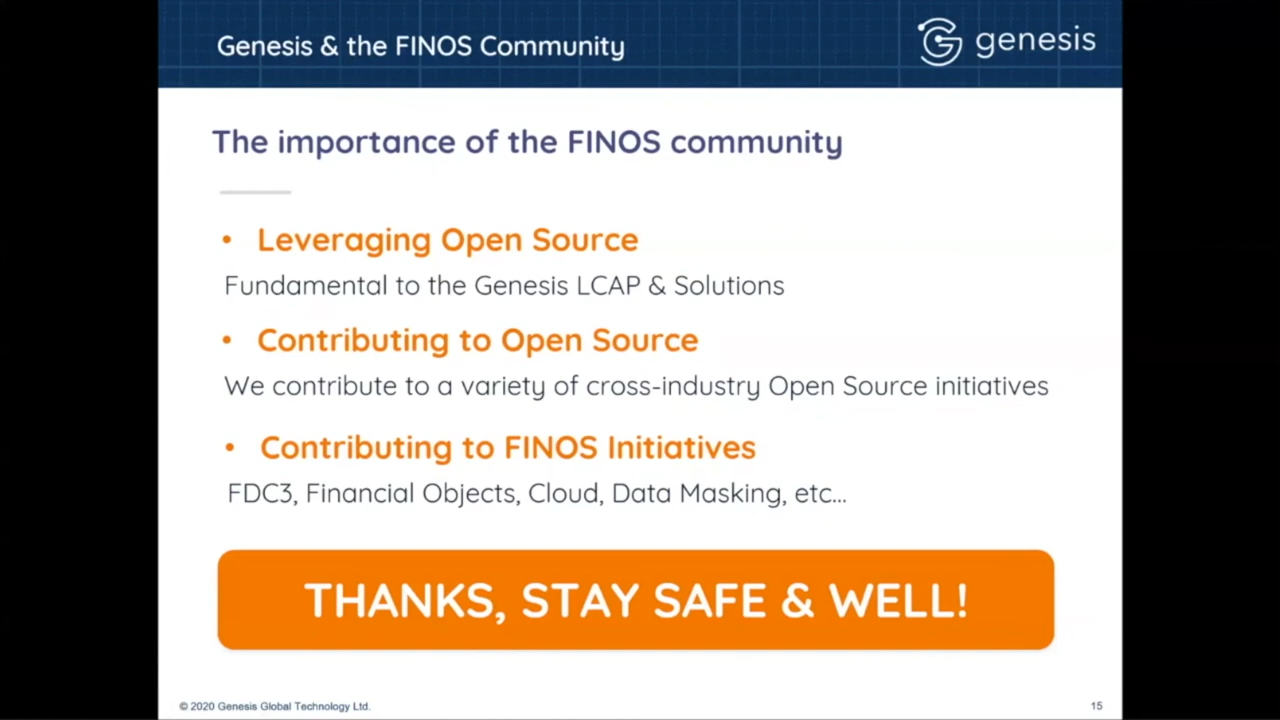 Genesis & the FINOS Community
genesis
The importance of the FINOS community
• Leveraging Open Source
Fundamental to the Genesis LCAP & Solutions
• Contributing to Open Source
We contribute to a variety of cross-industry Open Source initiatives
• Contributing to FINOS Initiatives
FDC3, Financial Objects, Cloud, Data Masking, etc...
THANKS, STAY SAFE & WELL!
© 2020 Genesis Global Technology Ltd.
15